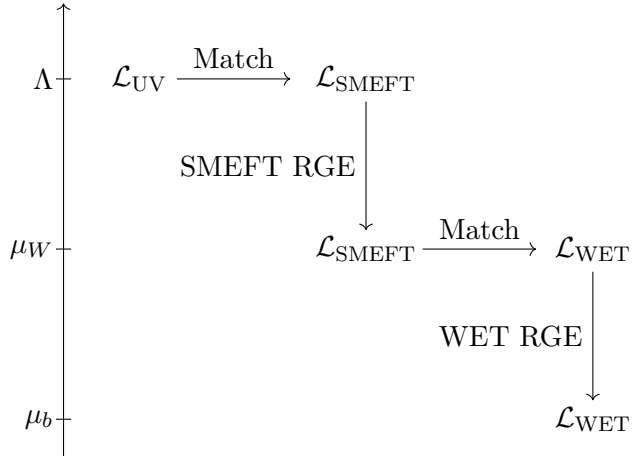 Λ ℒ_UV Match ℒ_SMEFT
SMEFT RGE
μ_W ℒ_SMEFT Match ℒ_WET
WET RGE
μ_b ℒ_WET